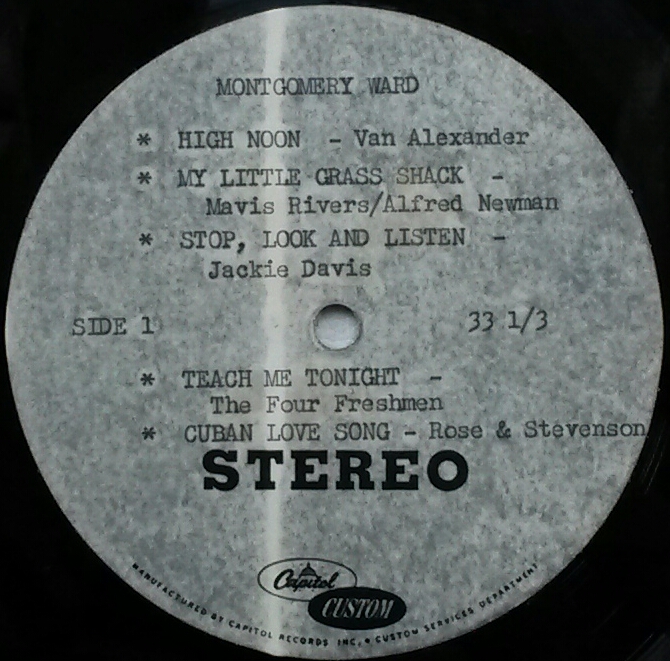 MONTGOMERY WARD
* HIGH NOON - Van Alexander
* MY LITTLE GRASS SHACK -
Mavis Rivers/Alfred Newman
* STOP, LOOK AND LISTEN -
Jackie Davis
SIDE 1
33 1/3
* TEACH ME TONIGHT -
The Four Freshmen
* CUBAN LOVE SONG - Rose & Stevenson
STEREO
Capitol
CUSTOM
MANUFACTURED BY CAPITOL RECORDS INC. • CUSTOM SERVICES DEPARTMENT